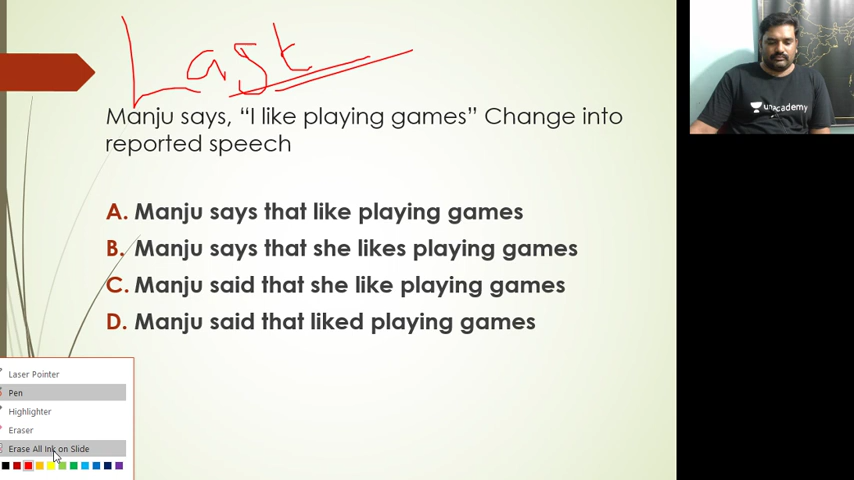 Last
Manju says, “I like playing games” Change into
reported speech
A. Manju says that like playing games
B. Manju says that she likes playing games
C. Manju said that she like playing games
D. Manju said that liked playing games
unacademy
Laser Pointer
Pen
Highlighter
Eraser
Erase All Ink on Slide